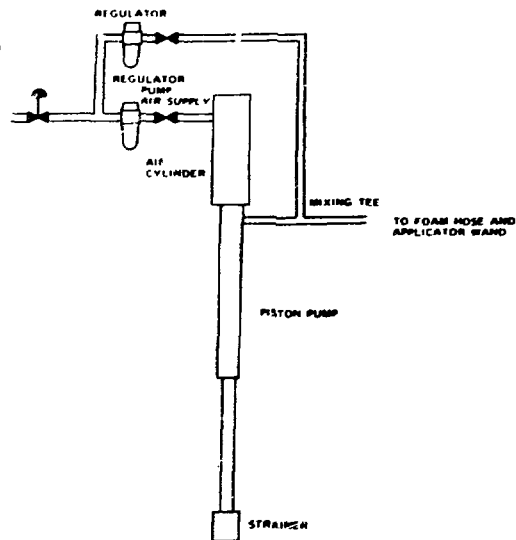 REGULATOR
REGULATOR
PUMP
AIR SUPPLY
AIR
CYLINDER
MIXING TEE
TO FOAM HOSE AND
APPLICATOR WAND
PISTON PUMP
STRAINER